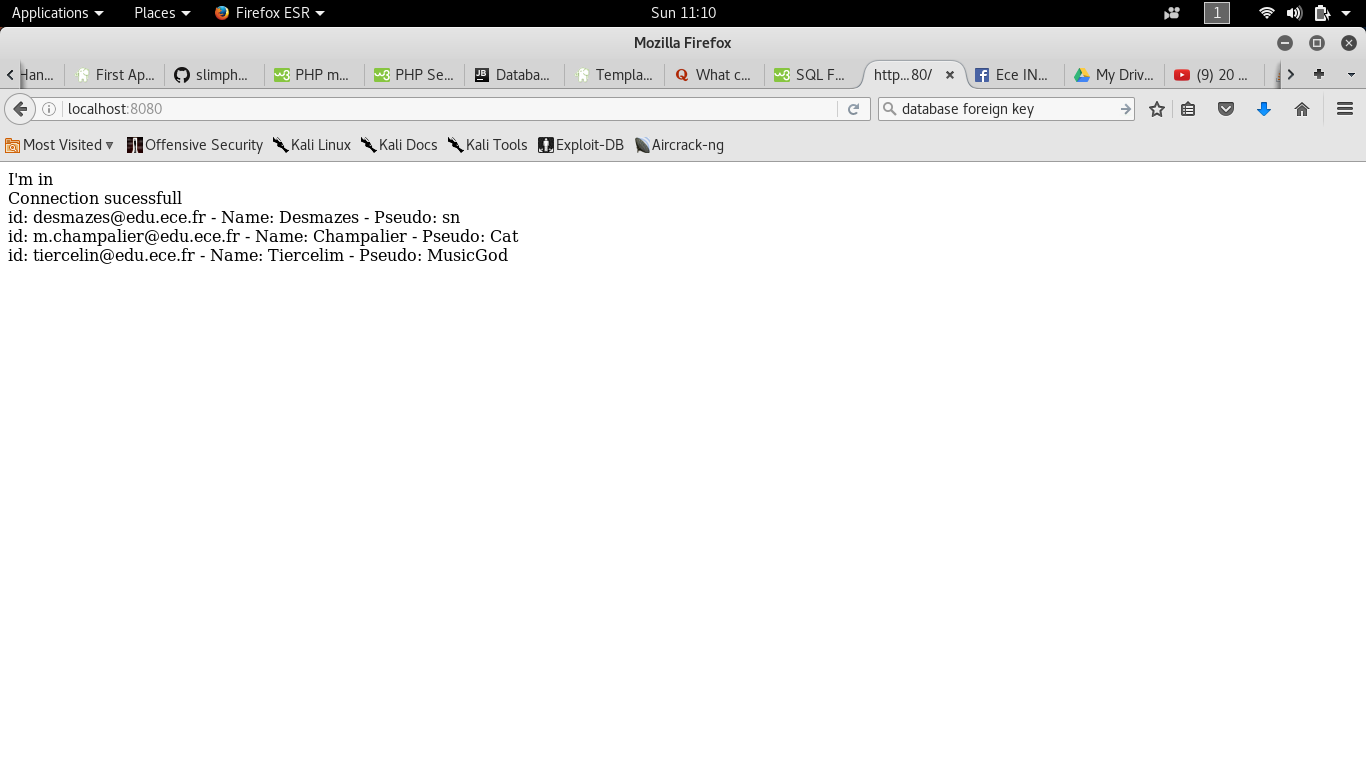 Applications Places Firefox ESR Sun 11:10 1
Mozilla Firefox
Han... First Ap... slimph... PHP m... PHP Se... Databa... Templa... What c... SQL F... http...80/ Ece IN... My Driv... (9) 20 ...
localhost:8080 database foreign key
Most Visited Offensive Security Kali Linux Kali Docs Kali Tools Exploit-DB Aircrack-ng
I'm in
Connection sucessfull
id: desmazes@edu.ece.fr - Name: Desmazes - Pseudo: sn
id: m.champalier@edu.ece.fr - Name: Champalier - Pseudo: Cat
id: tiercelin@edu.ece.fr - Name: Tiercelim - Pseudo: MusicGod